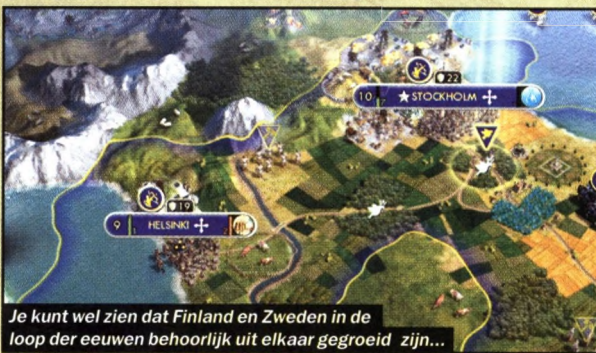 22
10 ★STOCKHOLM
19
9 HELSINKI
Je kunt wel zien dat Finland en Zweden in de
loop der eeuwen behoorlijk uit elkaar gegroeid zijn...